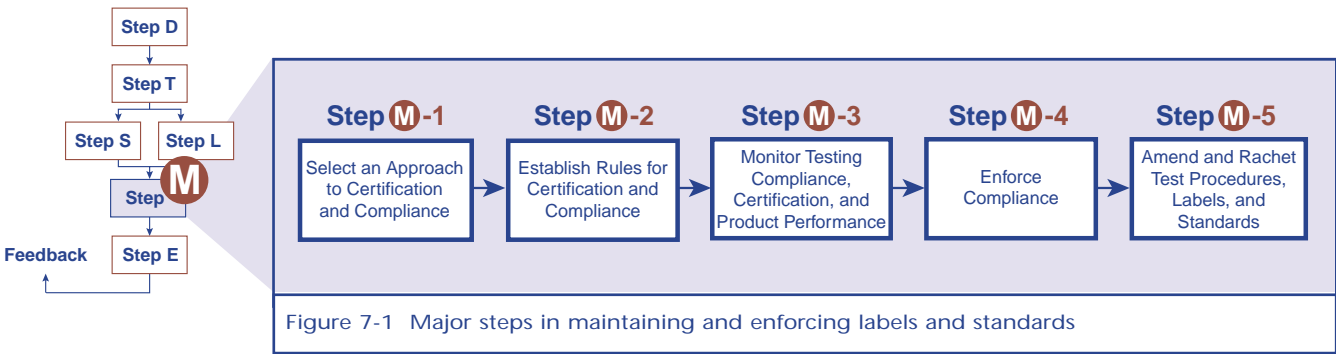 Step D
Step T
Step S
Step L
Step M
Step E
Feedback
Step M-1
Select an Approach
to Certification
and Compliance
Step M-2
Establish Rules for
Certification and
Compliance
Step M-3
Monitor Testing
Compliance,
Certification, and
Product Performance
Step M-4
Enforce
Compliance
Step M-5
Amend and Rachet
Test Procedures,
Labels, and
Standards
Figure 7-1 Major steps in maintaining and enforcing labels and standards